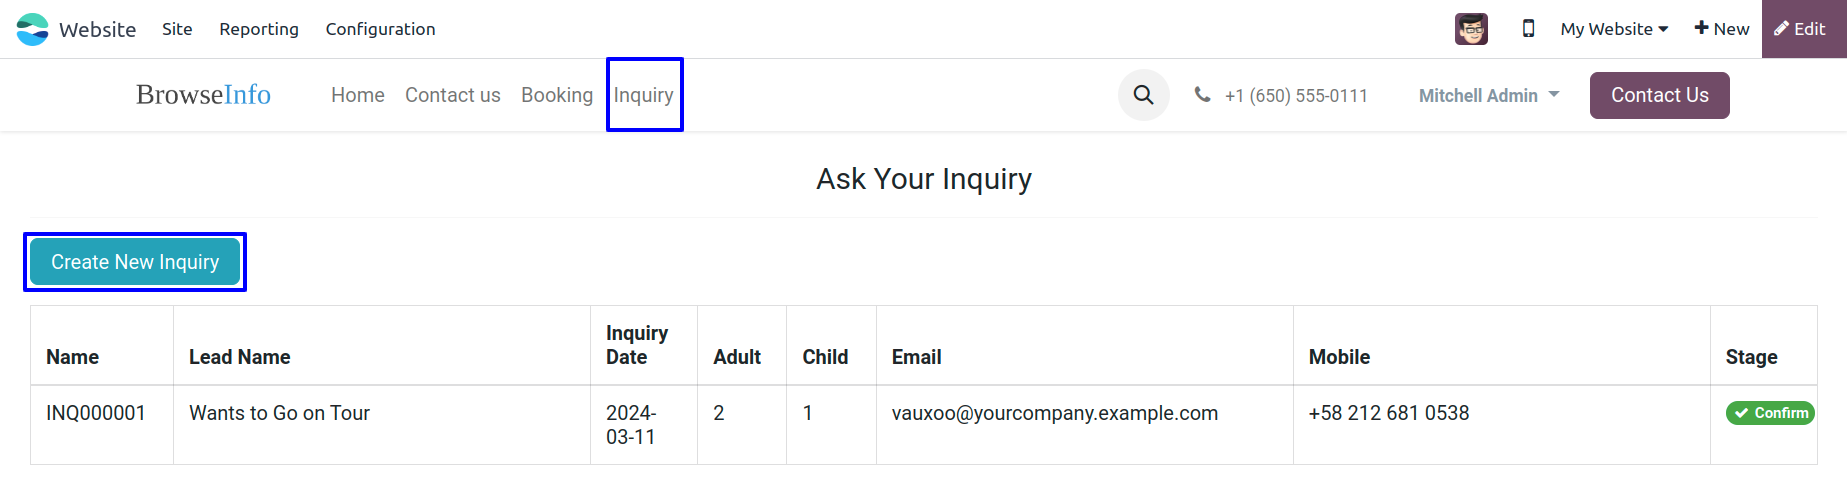 Website Site Reporting Configuration My Website New Edit
BrowseInfo Home Contact us Booking Inquiry +1 (650) 555-0111 Mitchell Admin Contact Us
Ask Your Inquiry
Create New Inquiry
Name Lead Name Inquiry Date Adult Child Email Mobile Stage
INQ000001 Wants to Go on Tour 2024-03-11 2 1 vauxoo@yourcompany.example.com +58 212 681 0538 Confirm